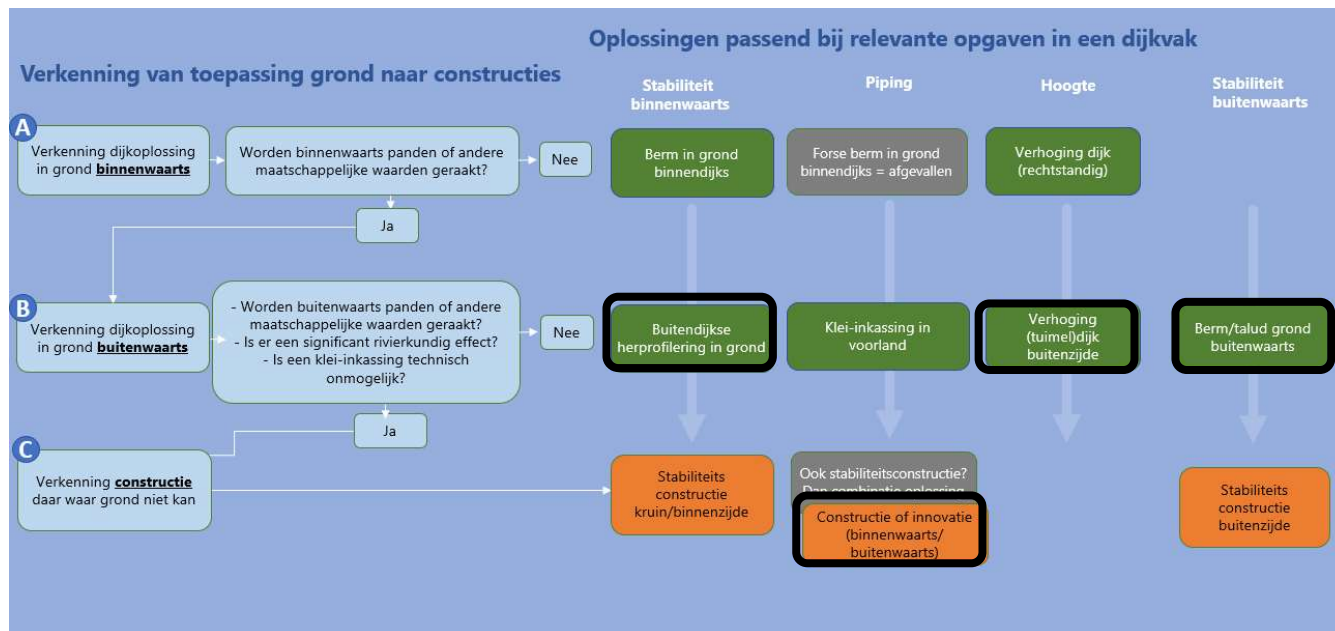 Oplossingen passend bij relevante opgaven in een dijkvak
Verkenning van toepassing grond naar constructies
Stabiliteit
binnenwaarts
Piping
Hoogte
Stabiliteit
buitenwaarts
A
Verkenning dijkoplossing
in grond binnenwaarts
Worden binnenwaarts panden of andere
maatschappelijke waarden geraakt?
Nee
Berm in grond
binnendijks
Forse berm in grond
binnendijks = afgevallen
Verhoging dijk
(rechtstandig)
Ja
B
Verkenning dijkoplossing
in grond buitenwaarts
- Worden buitenwaarts panden of andere
maatschappelijke waarden geraakt?
- Is er een significant rivierkundig effect?
- Is een klei-inkassing technisch
onmogelijk?
Nee
Buitendijkse
herprofilering in grond
Klei-inkassing in
voorland
Verhoging
(tuimel)dijk
buitenzijde
Berm/talud grond
buitenwaarts
Ja
C
Verkenning constructie
daar waar grond niet kan
Stabiliteits
constructie
kruin/binnenzijde
Ook stabiliteitsconstructie?
Dan combinatie oplossing
Constructie of innovatie
(binnenwaarts/
buitenwaarts)
Stabiliteits
constructie
buitenzijde